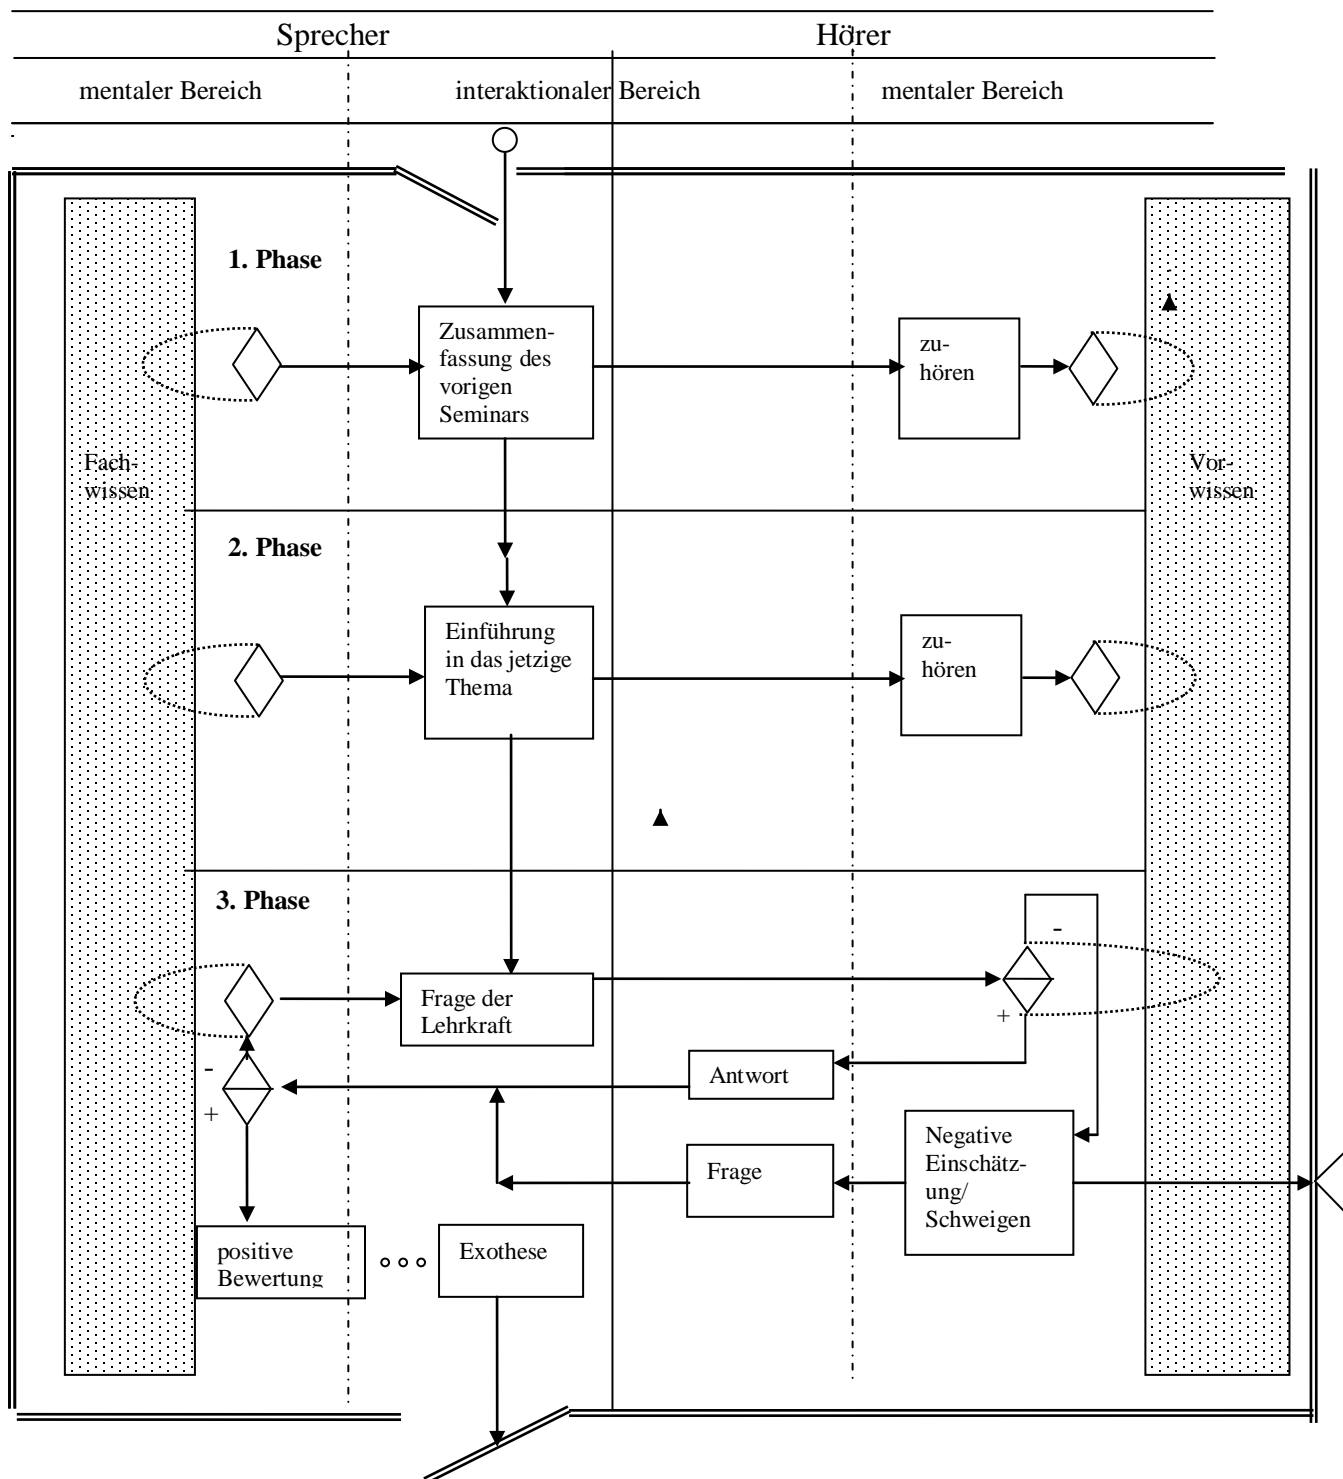 Sprecher
Hörer
mentaler Bereich
interaktionaler Bereich
mentaler Bereich
1. Phase
Zusammen-
fassung des
vorigen
Seminars
zu-
hören
Fach-
wissen
Vor-
wissen
2. Phase
Einführung
in das jetzige
Thema
zu-
hören
3. Phase
-
Frage der
Lehrkraft
+
-
+
Antwort
Negative
Einschätz-
ung/
Schweigen
Frage
positive
Bewertung
Exothese